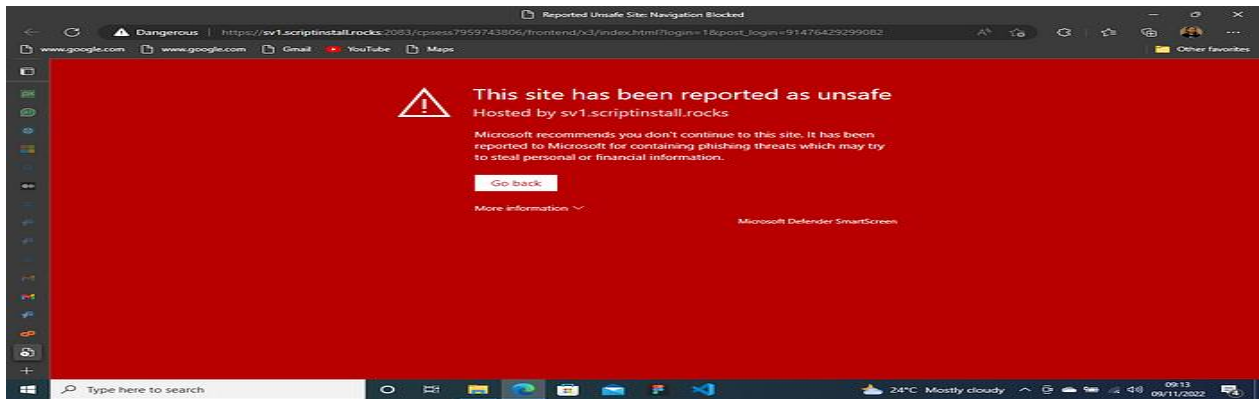 Reported Unsafe Site: Navigation Blocked
Dangerous | https://sv1.scriptinstall.rocks:2083/cpsess7959743806/frontend/x3/index.html?login=1&post_login=91476429299082
www.google.com www.google.com Gmail YouTube Maps Other favorites
This site has been reported as unsafe
Hosted by sv1.scriptinstall.rocks
Microsoft recommends you don't continue to this site. It has been
reported to Microsoft for containing phishing threats which may try
to steal personal or financial information.
Go back
More information
Microsoft Defender SmartScreen
Type here to search
24°C Mostly cloudy
09:13
09/11/2022